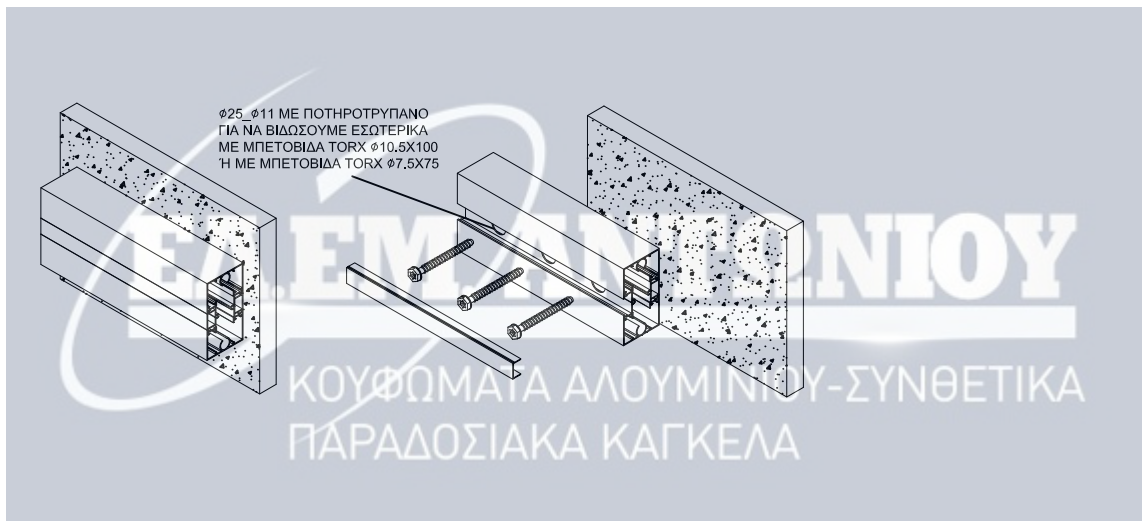 φ25_φ11 ΜΕ ΠΟΤΗΡΟΤΡΥΠΑΝΟ
ΓΙΑ ΝΑ ΒΙΔΩΣΟΥΜΕ ΕΣΩΤΕΡΙΚΑ
ΜΕ ΜΠΕΤΟΒΙΔΑ TORX φ10.5X100
Ή ΜΕ ΜΠΕΤΟΒΙΔΑ TORX φ7.5X75
ΕΛ.ΕΜ ΑΝΤΩΝΙΟΥ
ΚΟΥΦΩΜΑΤΑ ΑΛΟΥΜΙΝΙΟΥ-ΣΥΝΘΕΤΙΚΑ
ΠΑΡΑΔΟΣΙΑΚΑ ΚΑΓΚΕΛΑ